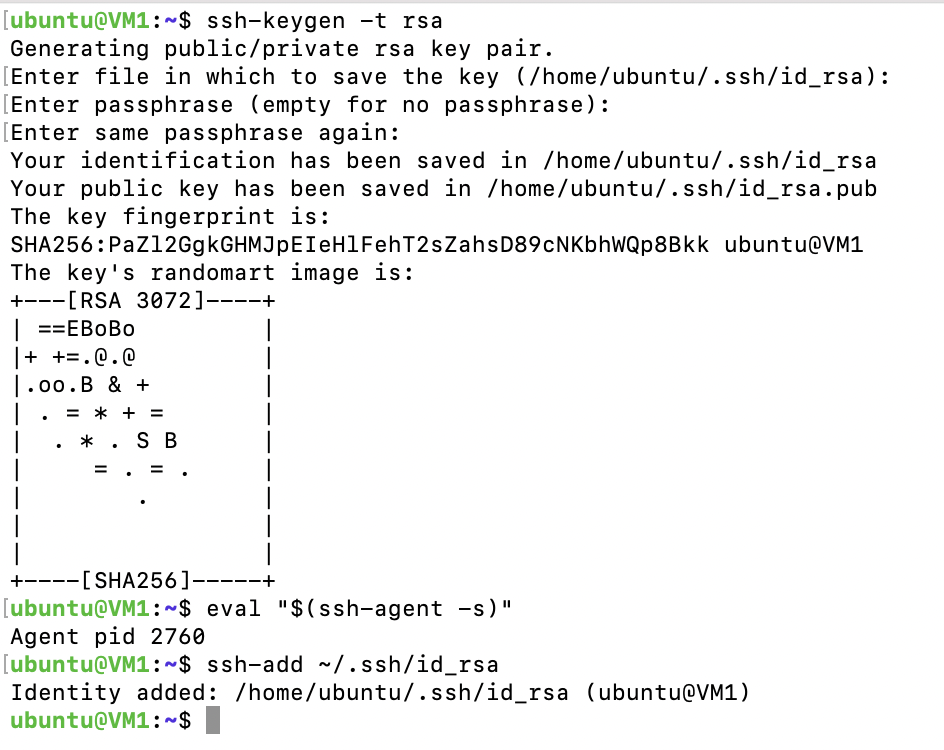 [ubuntu@VM1:~$ ssh-keygen -t rsa
Generating public/private rsa key pair.
[Enter file in which to save the key (/home/ubuntu/.ssh/id_rsa):
[Enter passphrase (empty for no passphrase):
[Enter same passphrase again:
Your identification has been saved in /home/ubuntu/.ssh/id_rsa
Your public key has been saved in /home/ubuntu/.ssh/id_rsa.pub
The key fingerprint is:
SHA256:PaZl2GgkGHMJpEIeHlFehT2sZahsD89cNKbhWQp8Bkk ubuntu@VM1
The key's randomart image is:
+---[RSA 3072]----+
| ==EBoBo         |
|+ +=.@.@         |
|.oo.B & +        |
| . = * + =       |
|  . * . S B      |
|     = . = .     |
|        .        |
|                 |
|                 |
+----[SHA256]-----+
[ubuntu@VM1:~$ eval "$(ssh-agent -s)"
Agent pid 2760
[ubuntu@VM1:~$ ssh-add ~/.ssh/id_rsa
Identity added: /home/ubuntu/.ssh/id_rsa (ubuntu@VM1)
ubuntu@VM1:~$